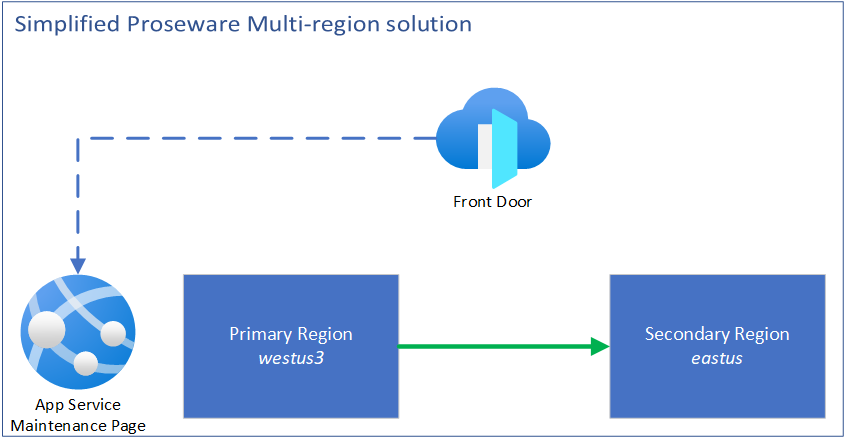 Simplified Proseware Multi-region solution
Front Door
Primary Region
westus3
Secondary Region
eastus
App Service
Maintenance Page